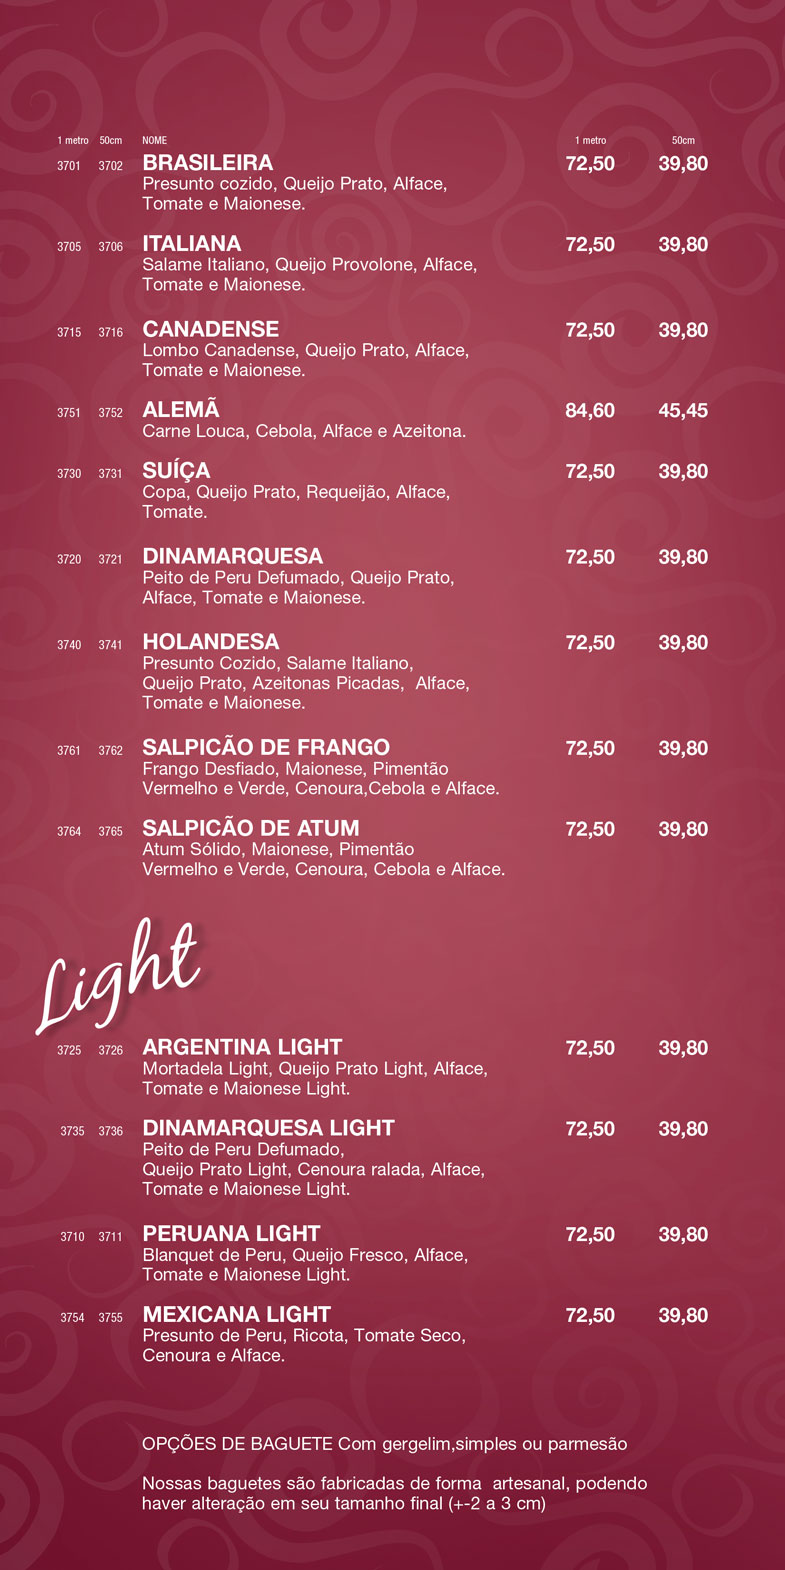 1 metro 50cm NOME 1 metro 50cm
3701 3702 BRASILEIRA 72,50 39,80
Presunto cozido, Queijo Prato, Alface,
Tomate e Maionese.
3705 3706 ITALIANA 72,50 39,80
Salame Italiano, Queijo Provolone, Alface,
Tomate e Maionese.
3715 3716 CANADENSE 72,50 39,80
Lombo Canadense, Queijo Prato, Alface,
Tomate e Maionese.
3751 3752 ALEMÃ 84,60 45,45
Carne Louca, Cebola, Alface e Azeitona.
3730 3731 SUÍÇA 72,50 39,80
Copa, Queijo Prato, Requeijão, Alface,
Tomate.
3720 3721 DINAMARQUESA 72,50 39,80
Peito de Peru Defumado, Queijo Prato,
Alface, Tomate e Maionese.
3740 3741 HOLANDESA 72,50 39,80
Presunto Cozido, Salame Italiano,
Queijo Prato, Azeitonas Picadas, Alface,
Tomate e Maionese.
3761 3762 SALPICÃO DE FRANGO 72,50 39,80
Frango Desfiado, Maionese, Pimentão
Vermelho e Verde, Cenoura,Cebola e Alface.
3764 3765 SALPICÃO DE ATUM 72,50 39,80
Atum Sólido, Maionese, Pimentão
Vermelho e Verde, Cenoura, Cebola e Alface.
Light
3725 3726 ARGENTINA LIGHT 72,50 39,80
Mortadela Light, Queijo Prato Light, Alface,
Tomate e Maionese Light.
3735 3736 DINAMARQUESA LIGHT 72,50 39,80
Peito de Peru Defumado,
Queijo Prato Light, Cenoura ralada, Alface,
Tomate e Maionese Light.
3710 3711 PERUANA LIGHT 72,50 39,80
Blanquet de Peru, Queijo Fresco, Alface,
Tomate e Maionese Light.
3754 3755 MEXICANA LIGHT 72,50 39,80
Presunto de Peru, Ricota, Tomate Seco,
Cenoura e Alface.
OPÇÕES DE BAGUETE Com gergelim,simples ou parmesão
Nossas baguetes são fabricadas de forma artesanal, podendo
haver alteração em seu tamanho final (+-2 a 3 cm)